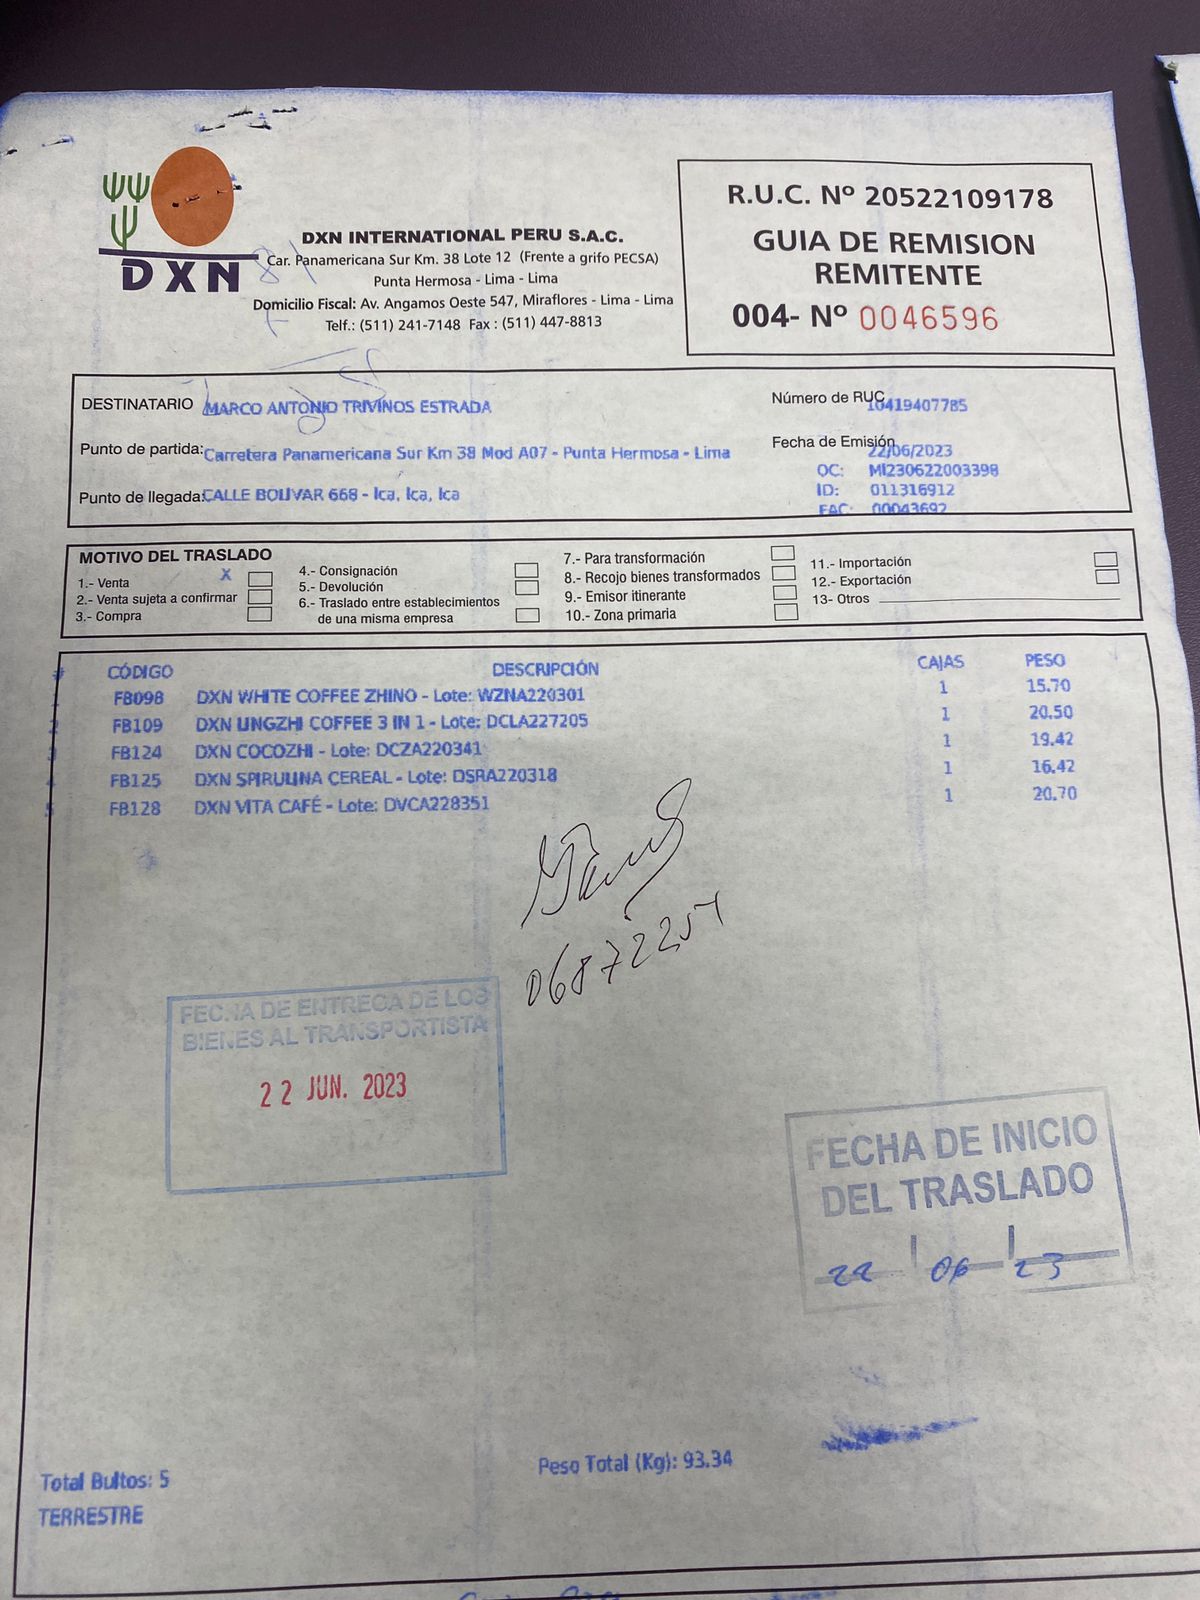 DXN
DXN INTERNATIONAL PERU S.A.C.
Car. Panamericana Sur Km. 38 Lote 12 (Frente a grifo PECSA)
Punta Hermosa - Lima - Lima
Domicilio Fiscal: Av. Angamos Oeste 547, Miraflores - Lima - Lima
Telf.: (511) 241-7148 Fax : (511) 447-8813
R.U.C. Nº 20522109178
GUIA DE REMISION
REMITENTE
004- Nº 0046596
DESTINATARIO MARCO ANTONIO TRIVINOS ESTRADA
Número de RUC 10419407785
Punto de partida: Carretera Panamericana Sur Km 38 Mod A07 - Punta Hermosa - Lima
Fecha de Emisión 22/06/2023
OC: MI230622003398
Punto de llegada: CALLE BOLIVAR 668 - Ica, Ica, Ica
ID: 011316912
FAC: 00043692
MOTIVO DEL TRASLADO
1.- Venta X
2.- Venta sujeta a confirmar
3.- Compra
4.- Consignación
5.- Devolución
6.- Traslado entre establecimientos
de una misma empresa
7.- Para transformación
8.- Recojo bienes transformados
9.- Emisor itinerante
10.- Zona primaria
11.- Importación
12.- Exportación
13- Otros
# CÓDIGO DESCRIPCIÓN CAJAS PESO
1 FB098 DXN WHITE COFFEE ZHINO - Lote: WZNA220301 1 15.70
2 FB109 DXN LINGZHI COFFEE 3 IN 1 - Lote: DCLA227205 1 20.50
3 FB124 DXN COCOZHI - Lote: DCZA220341 1 19.42
4 FB125 DXN SPIRULINA CEREAL - Lote: DSRA220318 1 16.42
5 FB128 DXN VITA CAFÉ - Lote: DVCA228351 1 20.70
06872257
FECHA DE ENTREGA DE LOS
BIENES AL TRANSPORTISTA
22 JUN. 2023
FECHA DE INICIO
DEL TRASLADO
22 / 06 / 23
Total Bultos: 5
Peso Total (Kg): 93.34
TERRESTRE